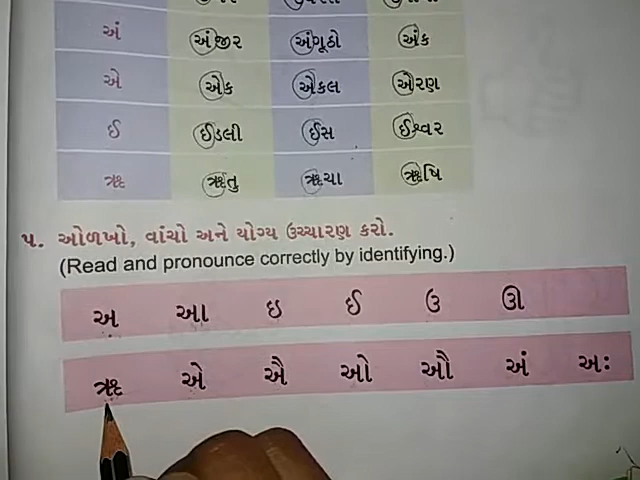 અં અંજીર અંગૂઠો અંક
એ એક એકલ એરણ
ઈ ઈડલી ઈસ ઈશ્વર
ઋ ઋતુ ઋચા ઋષિ
૫. ઓળખો, વાંચો અને યોગ્ય ઉચ્ચારણ કરો.
(Read and pronounce correctly by identifying.)
અ આ ઇ ઈ ઉ ઊ
ઋ એ ઐ ઓ ઔ અં અઃ